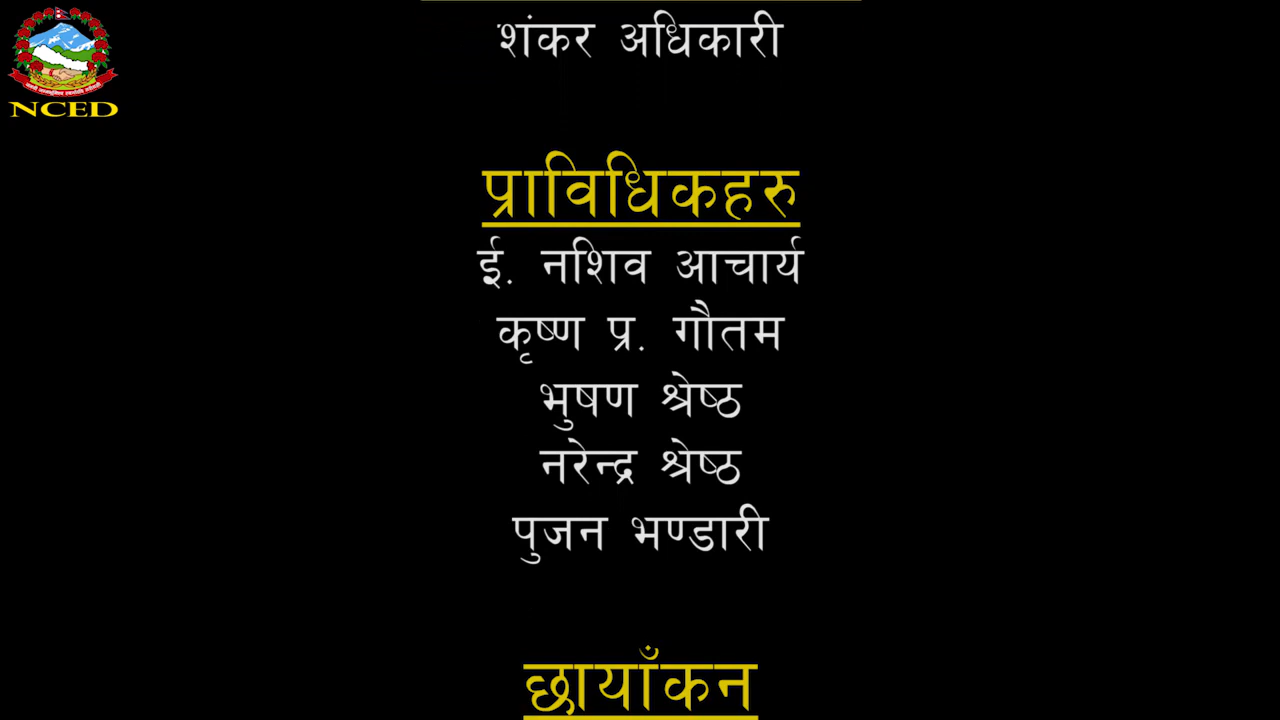 NCED
शंकर अधिकारी
प्राविधिकहरु
ई. नशिव आचार्य
कृष्ण प्र. गौतम
भुषण श्रेष्ठ
नरेन्द्र श्रेष्ठ
पुजन भण्डारी
छायाँकन